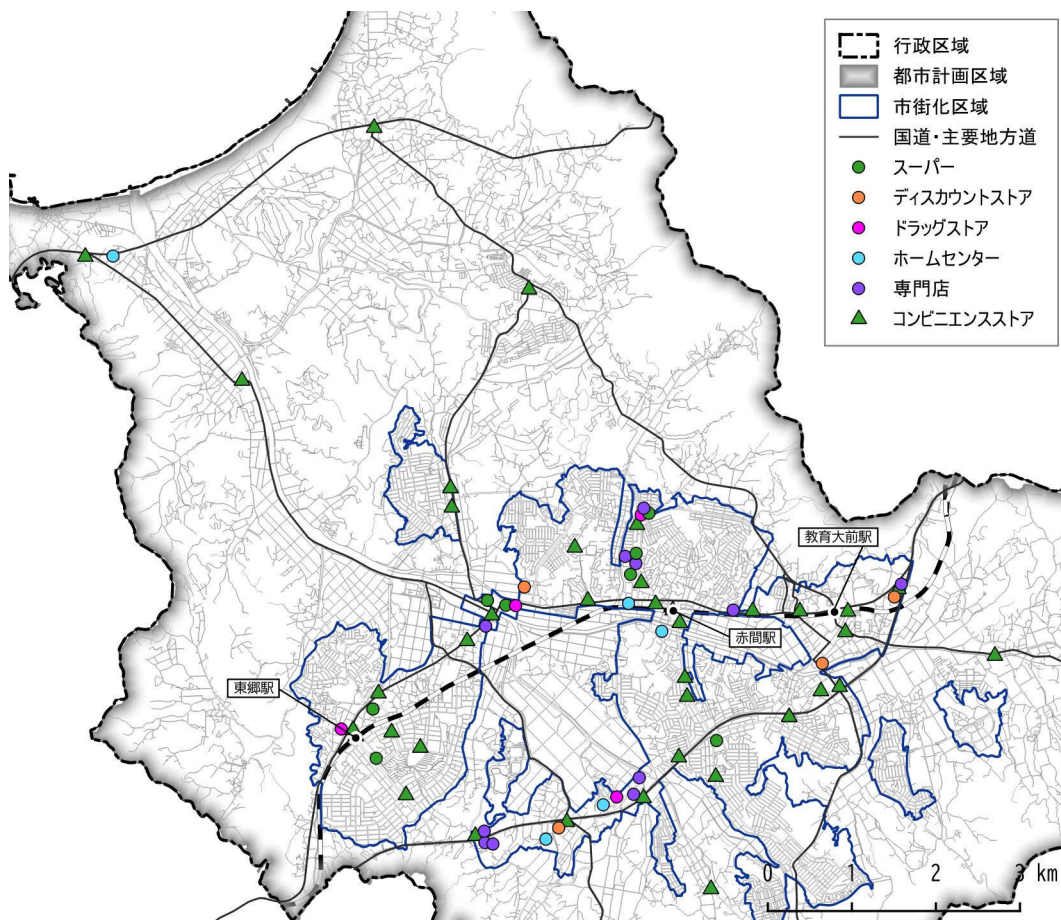 行政区域
都市計画区域
市街化区域
国道・主要地方道
スーパー
ディスカウントストア
ドラッグストア
ホームセンター
専門店
コンビニエンスストア
教育大前駅
赤間駅
東郷駅
0 1 2 3 km